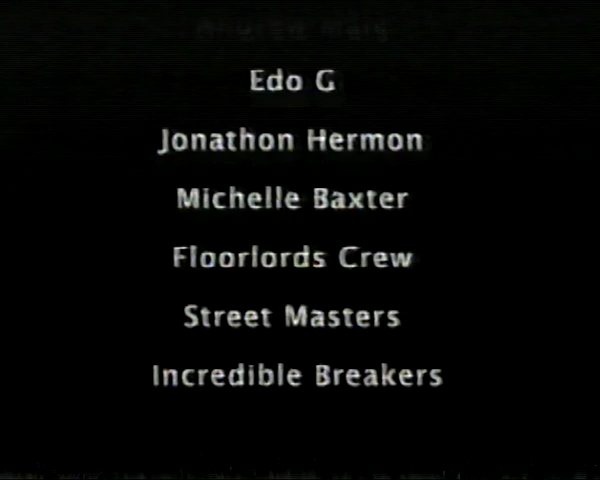 Edo G
Jonathon Hermon
Michelle Baxter
Floorlords Crew
Street Masters
Incredible Breakers